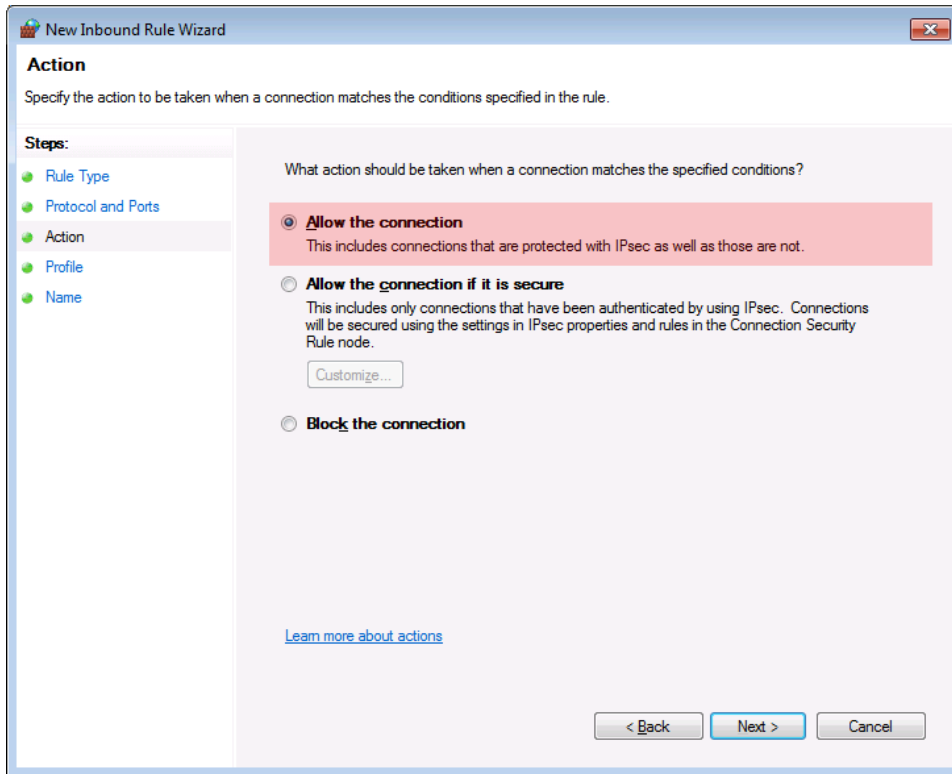 New Inbound Rule Wizard
Action
Specify the action to be taken when a connection matches the conditions specified in the rule.
Steps:
Rule Type
Protocol and Ports
Action
Profile
Name
What action should be taken when a connection matches the specified conditions?
Allow the connection
This includes connections that are protected with IPsec as well as those are not.
Allow the connection if it is secure
This includes only connections that have been authenticated by using IPsec. Connections
will be secured using the settings in IPsec properties and rules in the Connection Security
Rule node.
Customize...
Block the connection
Learn more about actions
< Back
Next >
Cancel